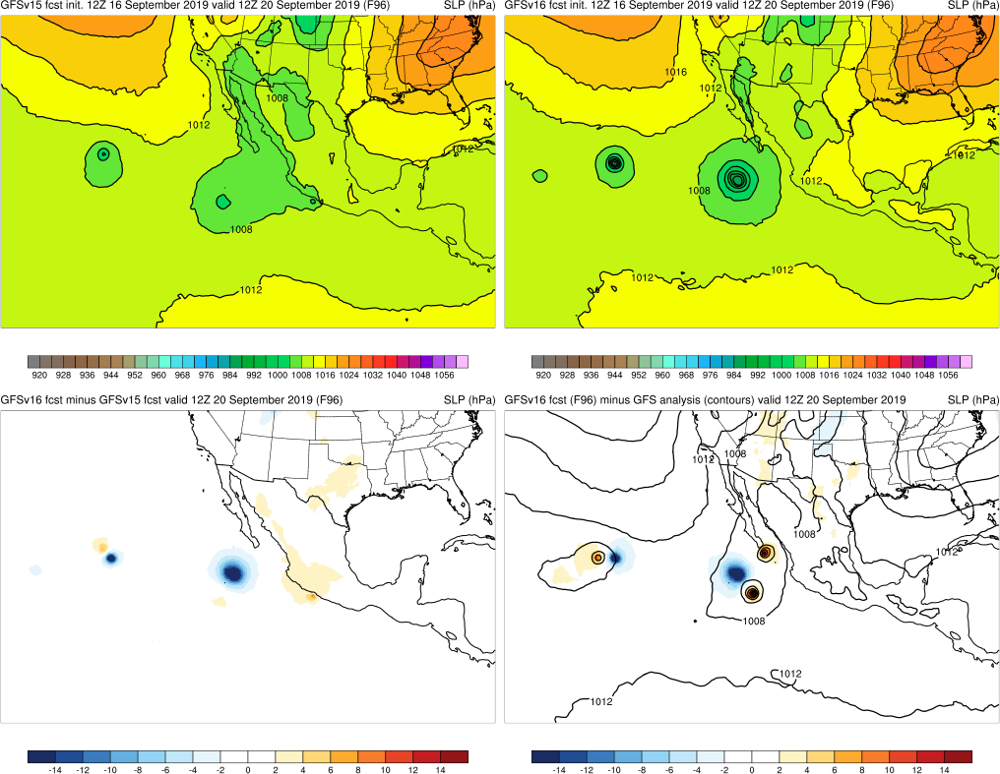 GFSv15 fcst init. 12Z 16 September 2019 valid 12Z 20 September 2019 (F96) SLP (hPa)
1008
1012
1012
1008
1012
920 928 936 944 952 960 968 976 984 992 1000 1008 1016 1024 1032 1040 1048 1056
GFSv16 fcst init. 12Z 16 September 2019 valid 12Z 20 September 2019 (F96) SLP (hPa)
1016
1012
1012
1012
1008
1012
1012
920 928 936 944 952 960 968 976 984 992 1000 1008 1016 1024 1032 1040 1048 1056
GFSv16 fcst minus GFSv15 fcst valid 12Z 20 September 2019 (F96) SLP (hPa)
-14 -12 -10 -8 -6 -4 -2 0 2 4 6 8 10 12 14
GFSv16 fcst (F96) minus GFS analysis (contours) valid 12Z 20 September 2019 SLP (hPa)
1008
1012
1008
1012
1008
1012
1012
-14 -12 -10 -8 -6 -4 -2 0 2 4 6 8 10 12 14